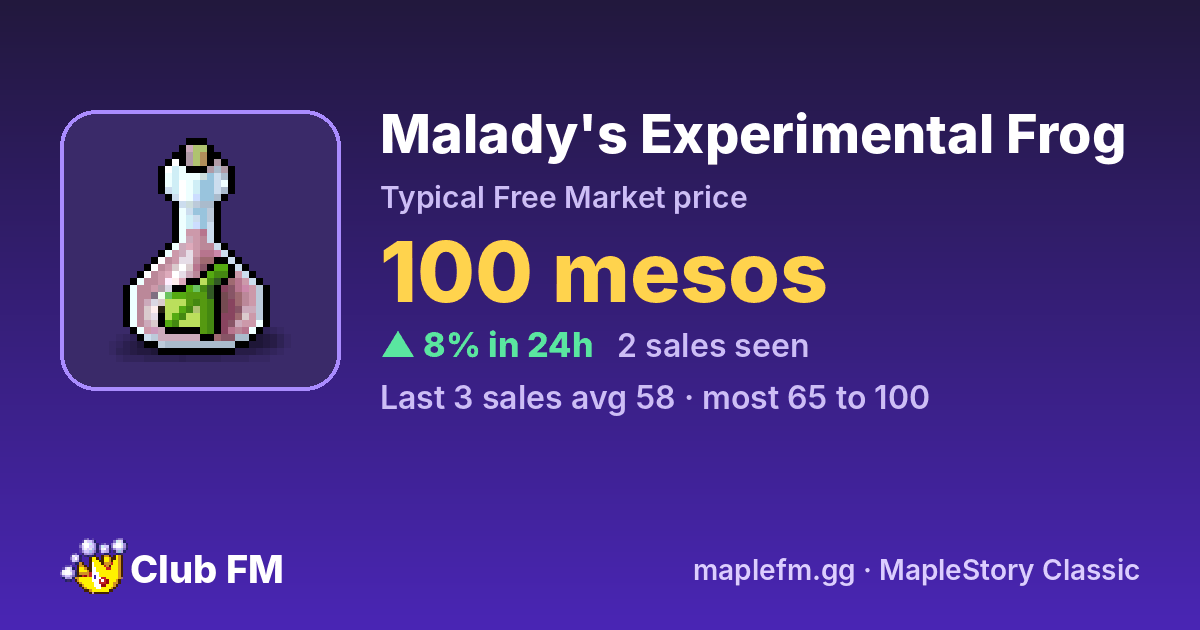 Malady's Experimental Frog
Typical Free Market price
100 mesos
▲ 8% in 24h 2 sales seen
Last 3 sales avg 58 · most 65 to 100
Club FM
maplefm.gg · MapleStory Classic